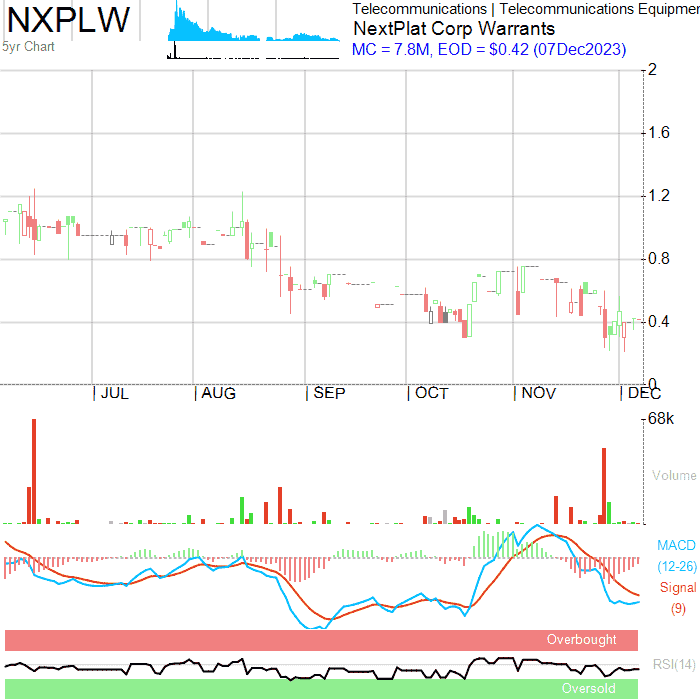 NXPLW
5yr Chart
Telecommunications | Telecommunications Equipmen
NextPlat Corp Warrants
MC = 7.8M, EOD = $0.42 (07Dec2023)
2
1.6
1.2
0.8
0.4
0
JUL AUG SEP OCT NOV DEC
68k
Volume
MACD
(12-26)
Signal
(9)
Overbought
RSI(14)
Oversold